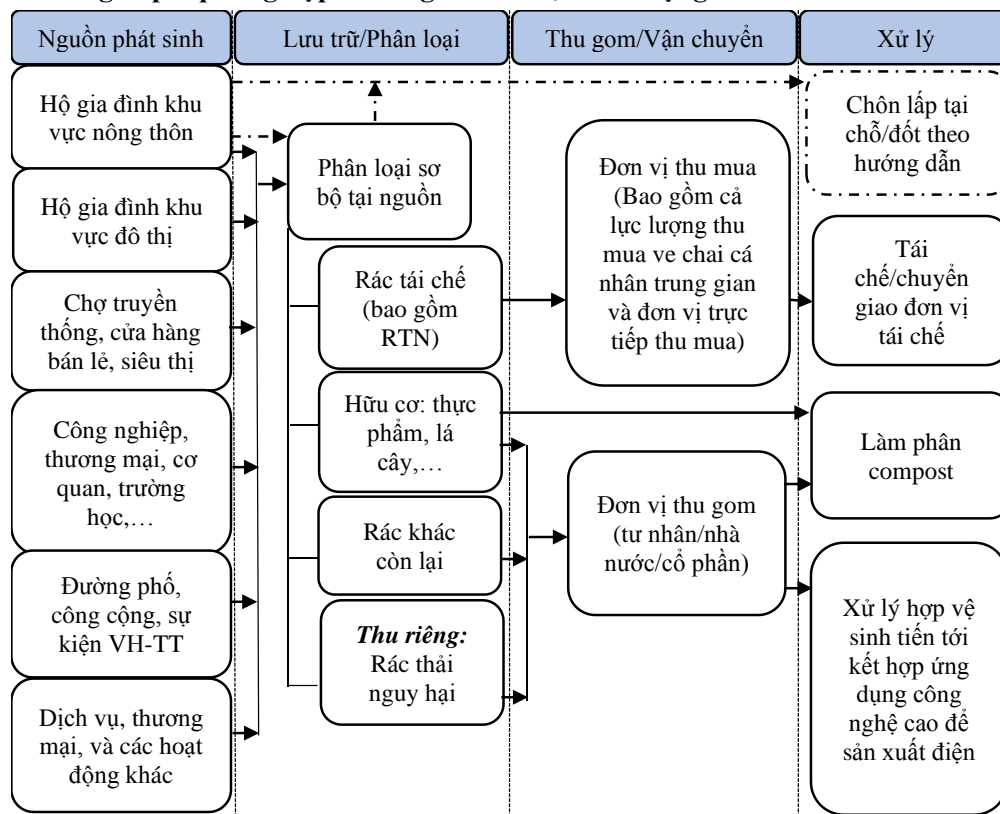 Nguồn phát sinh
Lưu trữ/Phân loại
Thu gom/Vận chuyển
Xử lý
Hộ gia đình khu
vực nông thôn
Hộ gia đình khu
vực đô thị
Chợ truyền
thống, cửa hàng
bán lẻ, siêu thị
Công nghiệp,
thương mại, cơ
quan, trường
học,…
Đường phố,
công cộng, sự
kiện VH-TT
Dịch vụ, thương
mại, và các hoạt
động khác
Phân loại sơ
bộ tại nguồn
Rác tái chế
(bao gồm
RTN)
Hữu cơ: thực
phẩm, lá
cây,…
Rác khác
còn lại
Thu riêng:
Rác thải
nguy hại
Đơn vị thu mua
(Bao gồm cả
lực lượng thu
mua ve chai cá
nhân trung gian
và đơn vị trực
tiếp thu mua)
Đơn vị thu gom
(tư nhân/nhà
nước/cổ phần)
Chôn lấp tại
chỗ/đốt theo
hướng dẫn
Tái
chế/chuyển
giao đơn vị
tái chế
Làm phân
compost
Xử lý hợp vệ
sinh tiến tới
kết hợp ứng
dụng công
nghệ cao để
sản xuất điện